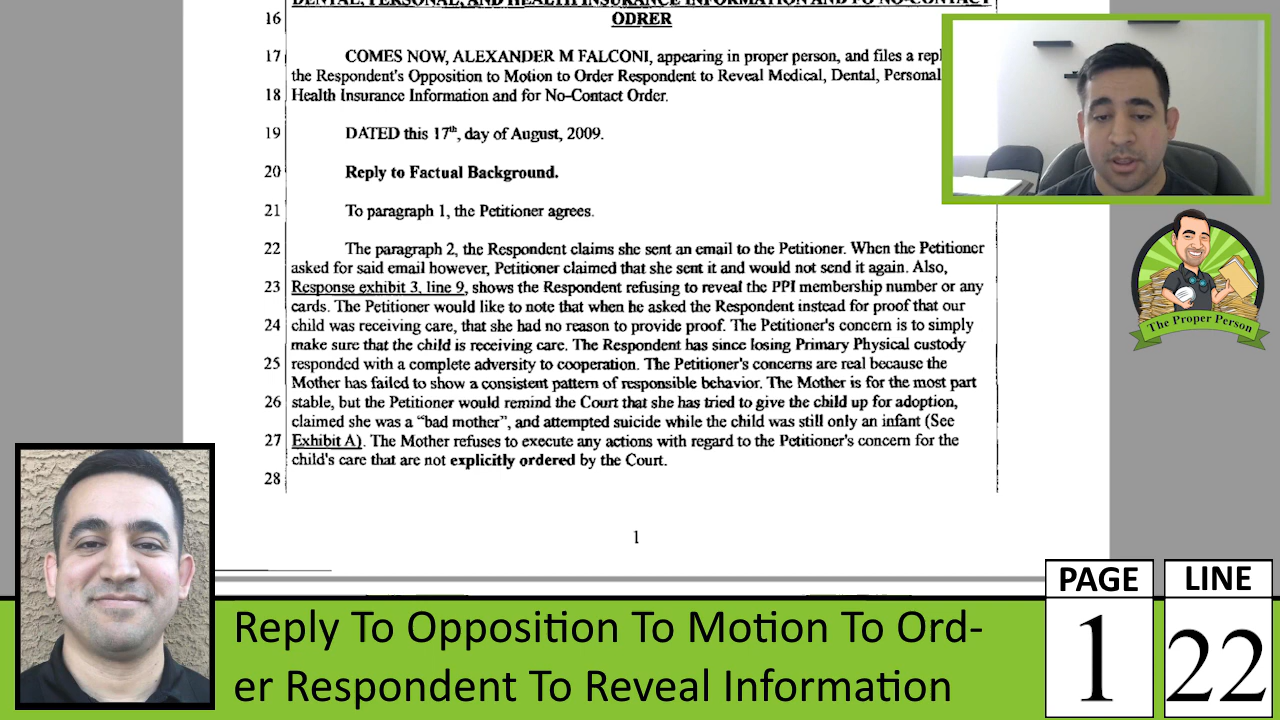 DENTAL, PERSONAL, AND HEALTH INSURANCE INFORMATION AND FO NO-CONTACT
16 ODRER
17 COMES NOW, ALEXANDER M FALCONI, appearing in proper person, and files a repl
the Respondent's Opposition to Motion to Order Respondent to Reveal Medical, Dental, Personal
18 Health Insurance Information and for No-Contact Order.
19 DATED this 17th, day of August, 2009.
20 Reply to Factual Background.
21 To paragraph 1, the Petitioner agrees.
22 The paragraph 2, the Respondent claims she sent an email to the Petitioner. When the Petitioner
asked for said email however, Petitioner claimed that she sent it and would not send it again. Also,
23 Response exhibit 3, line 9, shows the Respondent refusing to reveal the PPI membership number or any
cards. The Petitioner would like to note that when he asked the Respondent instead for proof that our
24 child was receiving care, that she had no reason to provide proof. The Petitioner's concern is to simply
make sure that the child is receiving care. The Respondent has since losing Primary Physical custody
25 responded with a complete adversity to cooperation. The Petitioner's concerns are real because the
Mother has failed to show a consistent pattern of responsible behavior. The Mother is for the most part
26 stable, but the Petitioner would remind the Court that she has tried to give the child up for adoption,
claimed she was a “bad mother”, and attempted suicide while the child was still only an infant (See
27 Exhibit A). The Mother refuses to execute any actions with regard to the Petitioner's concern for the
child's care that are not explicitly ordered by the Court.
28
1
The Proper Person
PAGE
1
LINE
22
Reply To Opposition To Motion To Ord-
er Respondent To Reveal Information